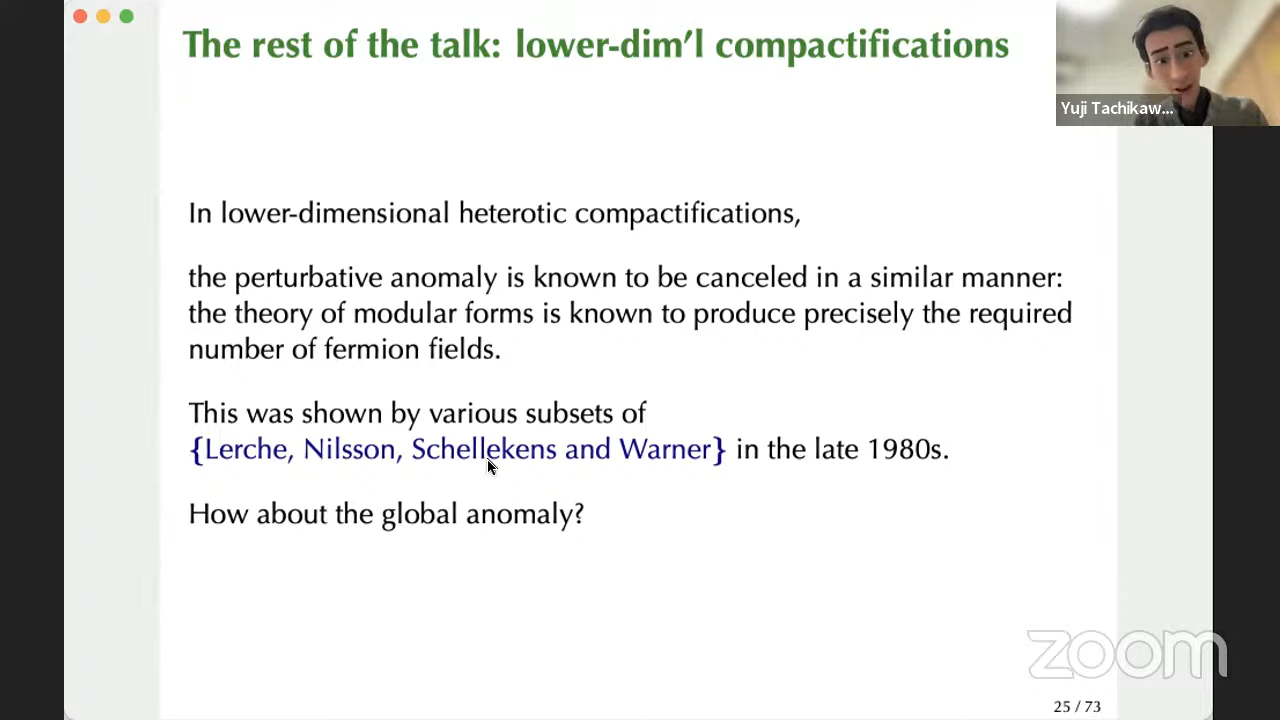 The rest of the talk: lower-dim'l compactifications
Yuji Tachikaw...
In lower-dimensional heterotic compactifications,
the perturbative anomaly is known to be canceled in a similar manner:
the theory of modular forms is known to produce precisely the required
number of fermion fields.
This was shown by various subsets of
{Lerche, Nilsson, Schellekens and Warner} in the late 1980s.
How about the global anomaly?
zoom
25 / 73